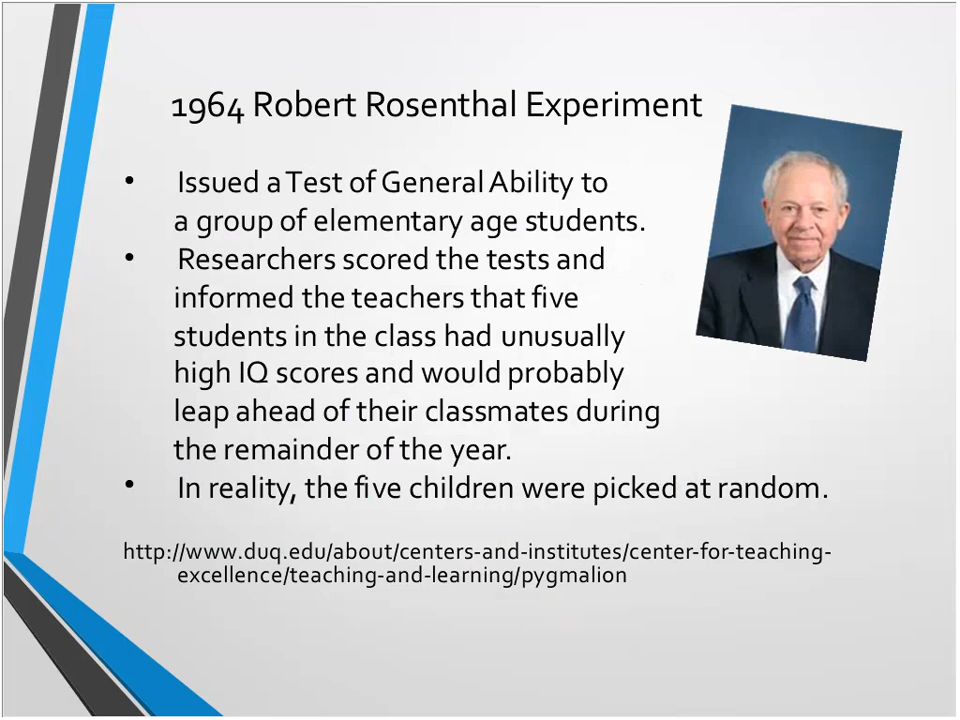 1964 Robert Rosenthal Experiment
• Issued a Test of General Ability to
a group of elementary age students.
• Researchers scored the tests and
informed the teachers that five
students in the class had unusually
high IQ scores and would probably
leap ahead of their classmates during
the remainder of the year.
• In reality, the five children were picked at random.
http://www.duq.edu/about/centers-and-institutes/center-for-teaching-
excellence/teaching-and-learning/pygmalion